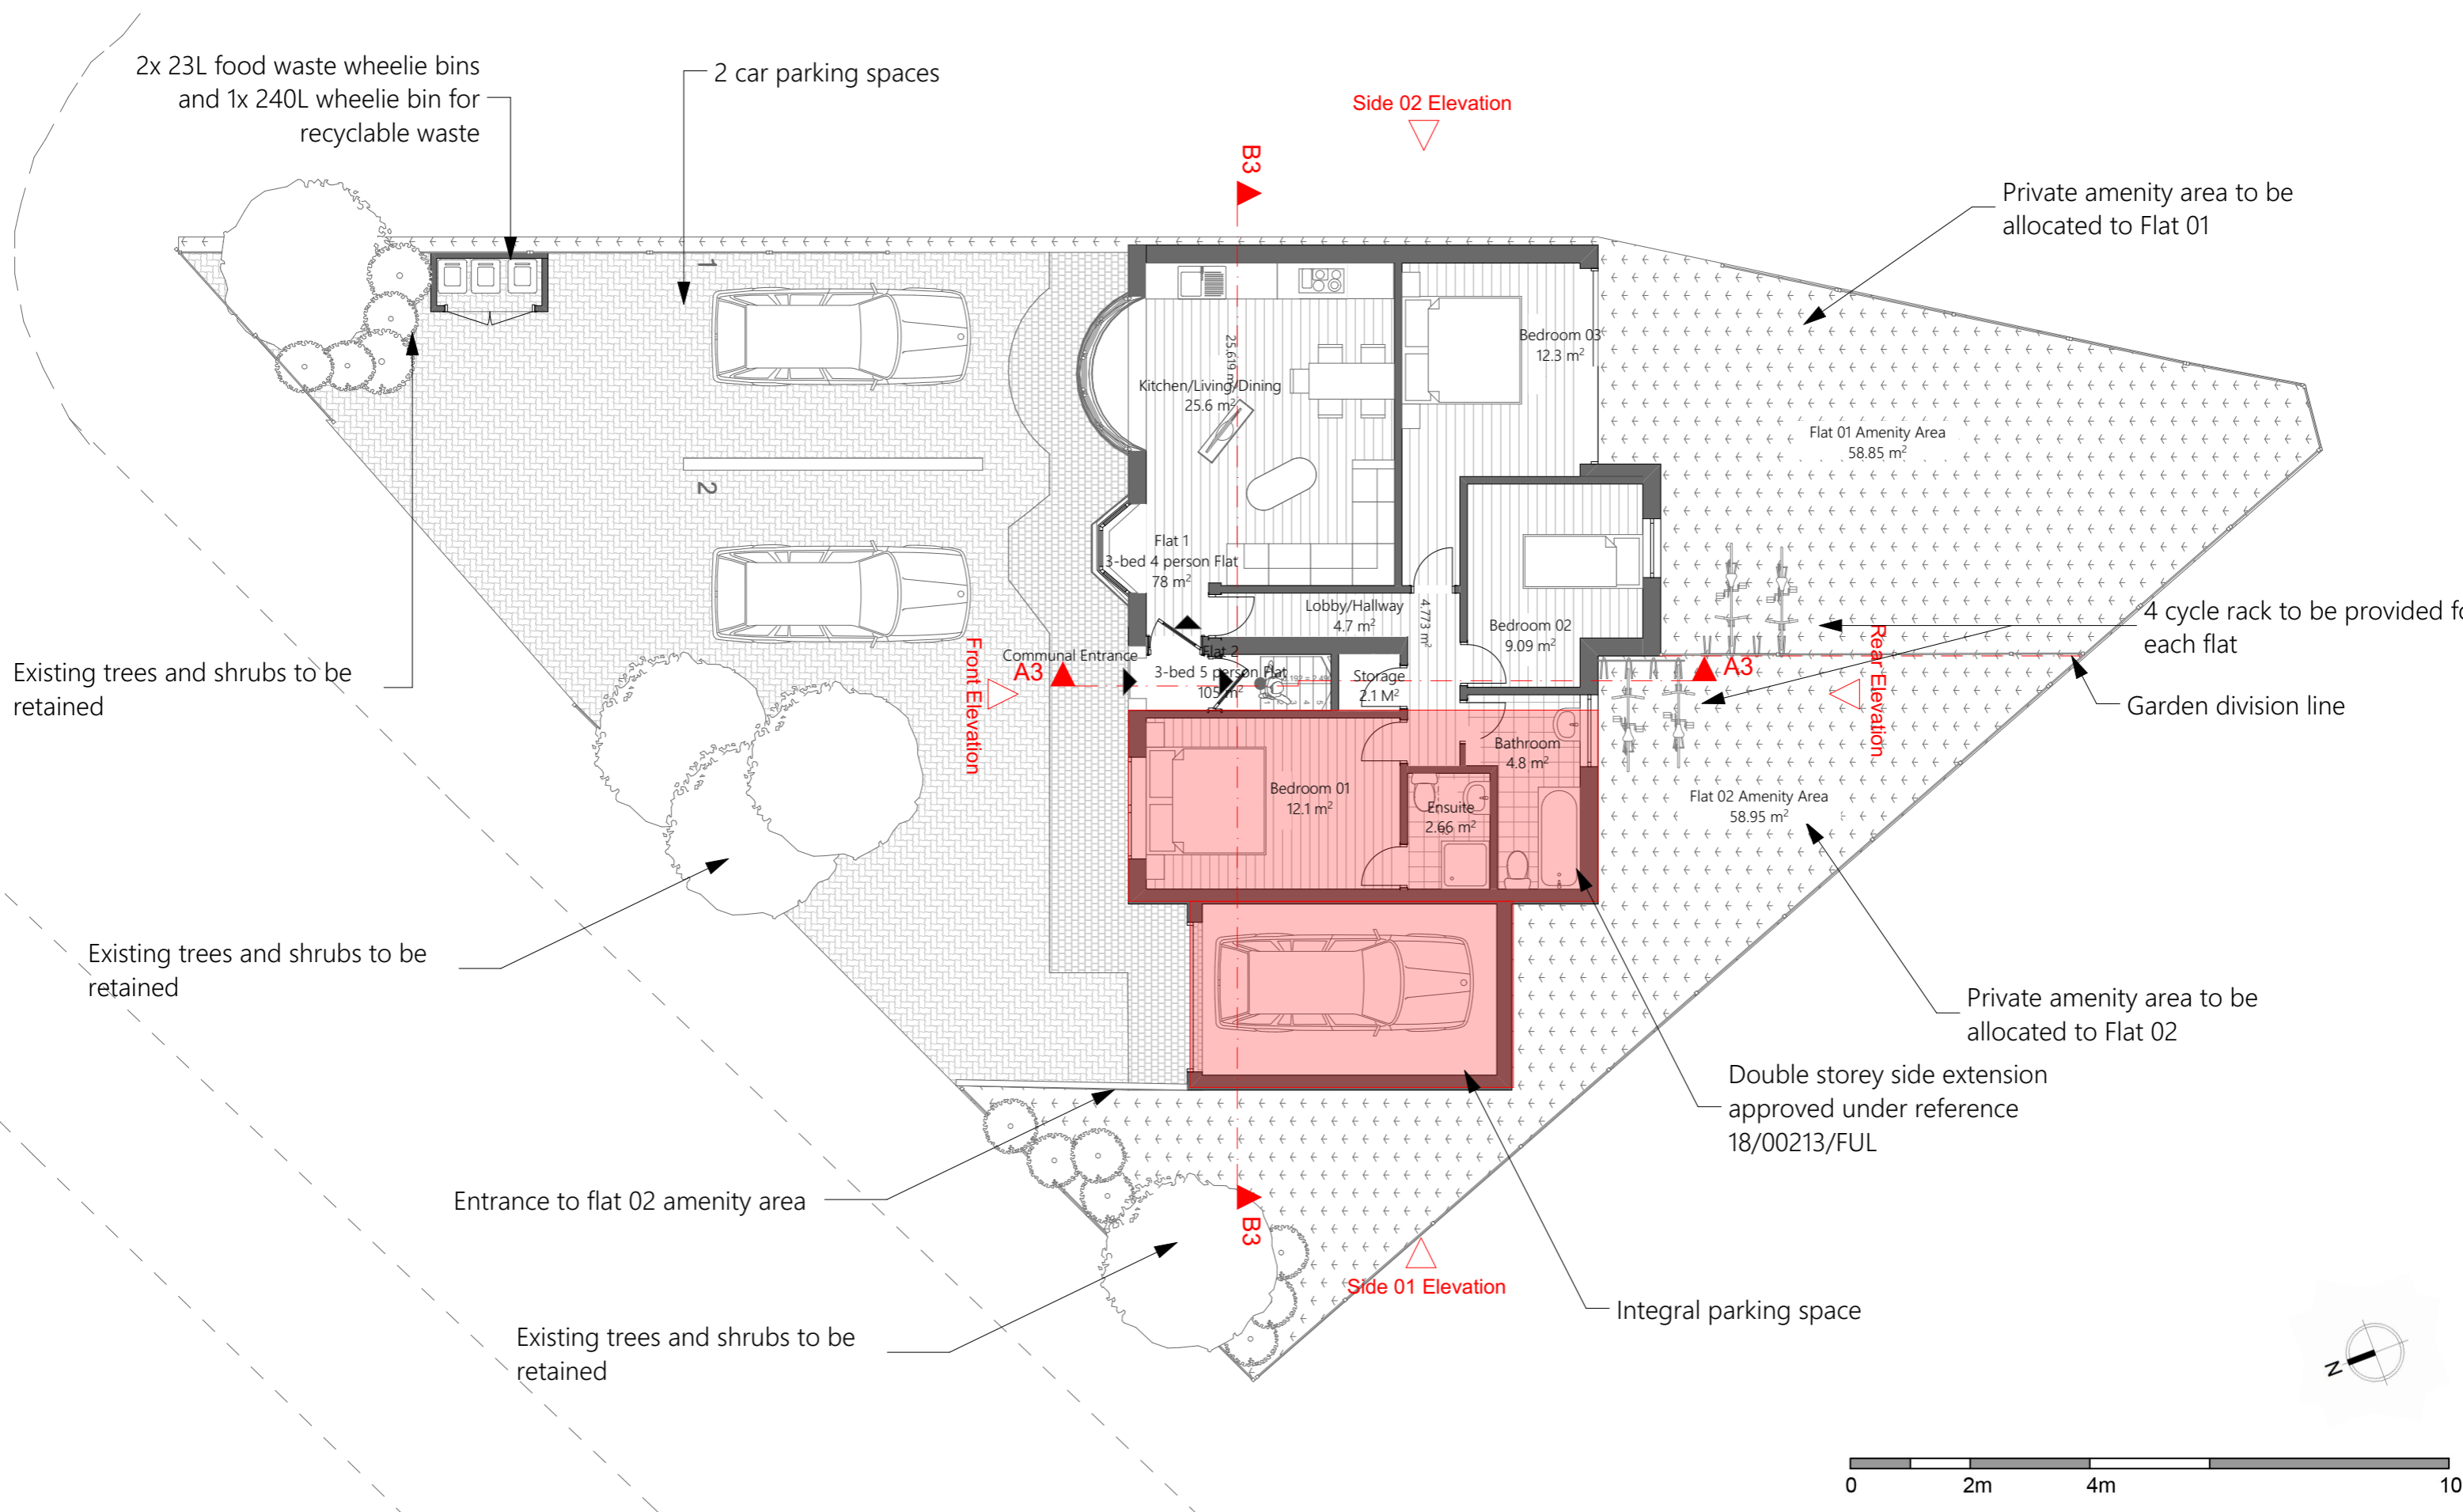 2x 23L food waste wheelie bins
and 1x 240L wheelie bin for
recyclable waste
2 car parking spaces
Side 02 Elevation
B3
Private amenity area to be
allocated to Flat 01
1
2
Bedroom 03
12.3 m²
25.619 m²
Kitchen/Living/Dining
25.6 m²
Flat 01 Amenity Area
58.85 m²
Flat 1
3-bed 4 person Flat
78 m²
Lobby/Hallway
4.7 m²
4.773 m²
Bedroom 02
9.09 m²
4 cycle rack to be provided fo
each flat
Communal Entrance
Flat 2
3-bed 5 person Flat
105 m²
Storage
2.1 M²
A3
A3
Front Elevation
Rear Elevation
Existing trees and shrubs to be
retained
Garden division line
Bathroom
4.8 m²
Bedroom 01
12.1 m²
Ensuite
2.66 m²
Flat 02 Amenity Area
58.95 m²
Existing trees and shrubs to be
retained
Private amenity area to be
allocated to Flat 02
Double storey side extension
approved under reference
18/00213/FUL
Entrance to flat 02 amenity area
B3
Side 01 Elevation
Integral parking space
Existing trees and shrubs to be
retained
N
0 2m 4m 10